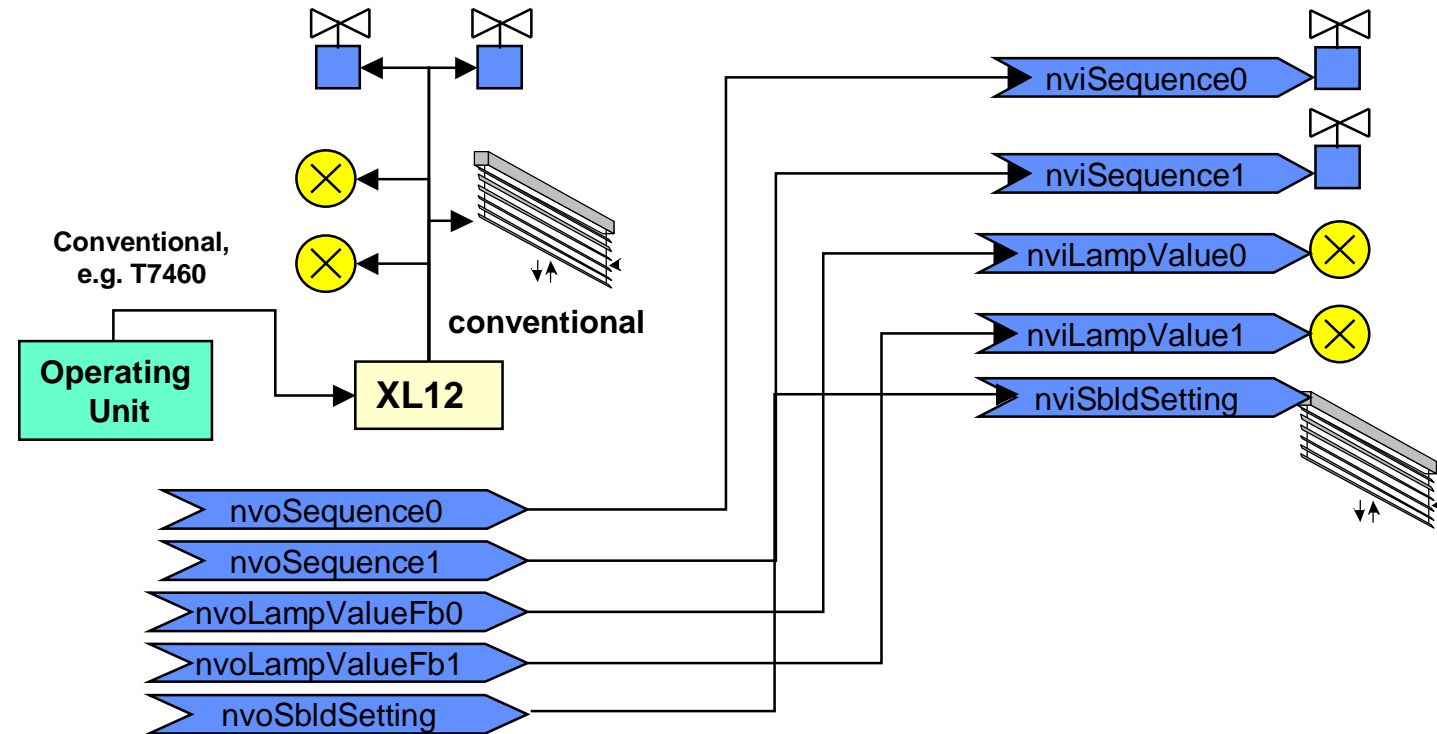 nviSequence0
nviSequence1
Conventional,
e.g. T7460
nviLampValue0
conventional
nviLampValue1
Operating
Unit
XL12
nviSbldSetting
nvoSequence0
nvoSequence1
nvoLampValueFb0
nvoLampValueFb1
nvoSbldSetting